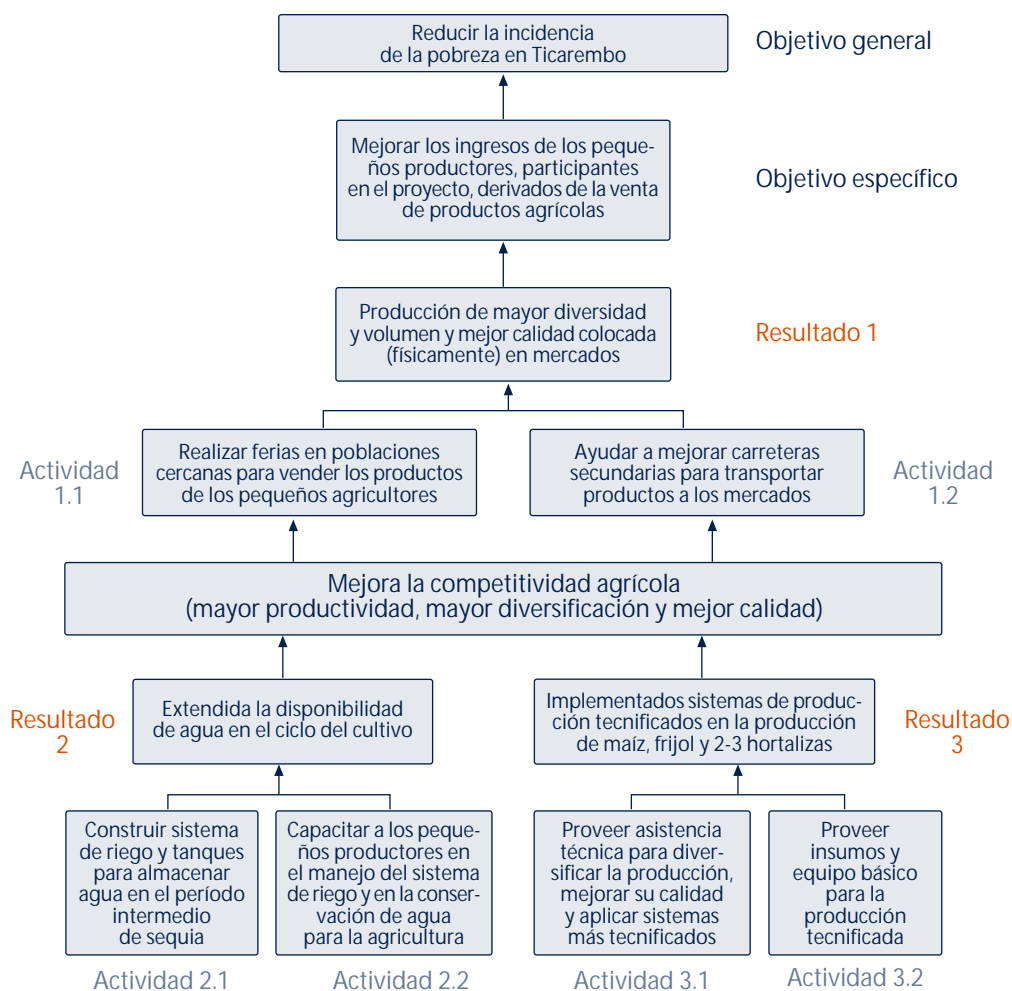 Reducir la incidencia
de la pobreza en Ticarembo
Objetivo general
Mejorar los ingresos de los peque-
ños productores, participantes
en el proyecto, derivados de la venta
de productos agrícolas
Objetivo específico
Producción de mayor diversidad
y volumen y mejor calidad colocada
(físicamente) en mercados
Resultado 1
Actividad
1.1
Realizar ferias en poblaciones
cercanas para vender los productos
de los pequeños agricultores
Ayudar a mejorar carreteras
secundarias para transportar
productos a los mercados
Actividad
1.2
Mejora la competitividad agrícola
(mayor productividad, mayor diversificación y mejor calidad)
Resultado
2
Extendida la disponibilidad
de agua en el ciclo del cultivo
Implementados sistemas de produc-
ción tecnificados en la producción
de maíz, frijol y 2-3 hortalizas
Resultado
3
Construir sistema
de riego y tanques
para almacenar
agua en el período
intermedio
de sequia
Capacitar a los peque-
ños productores en
el manejo del sistema
de riego y en la conser-
vación de agua
para la agricultura
Proveer asistencia
técnica para diver-
sificar la producción,
mejorar su calidad
y aplicar sistemas
más tecnificados
Proveer
insumos y
equipo básico
para la
producción
tecnificada
Actividad 2.1
Actividad 2.2
Actividad 3.1
Actividad 3.2